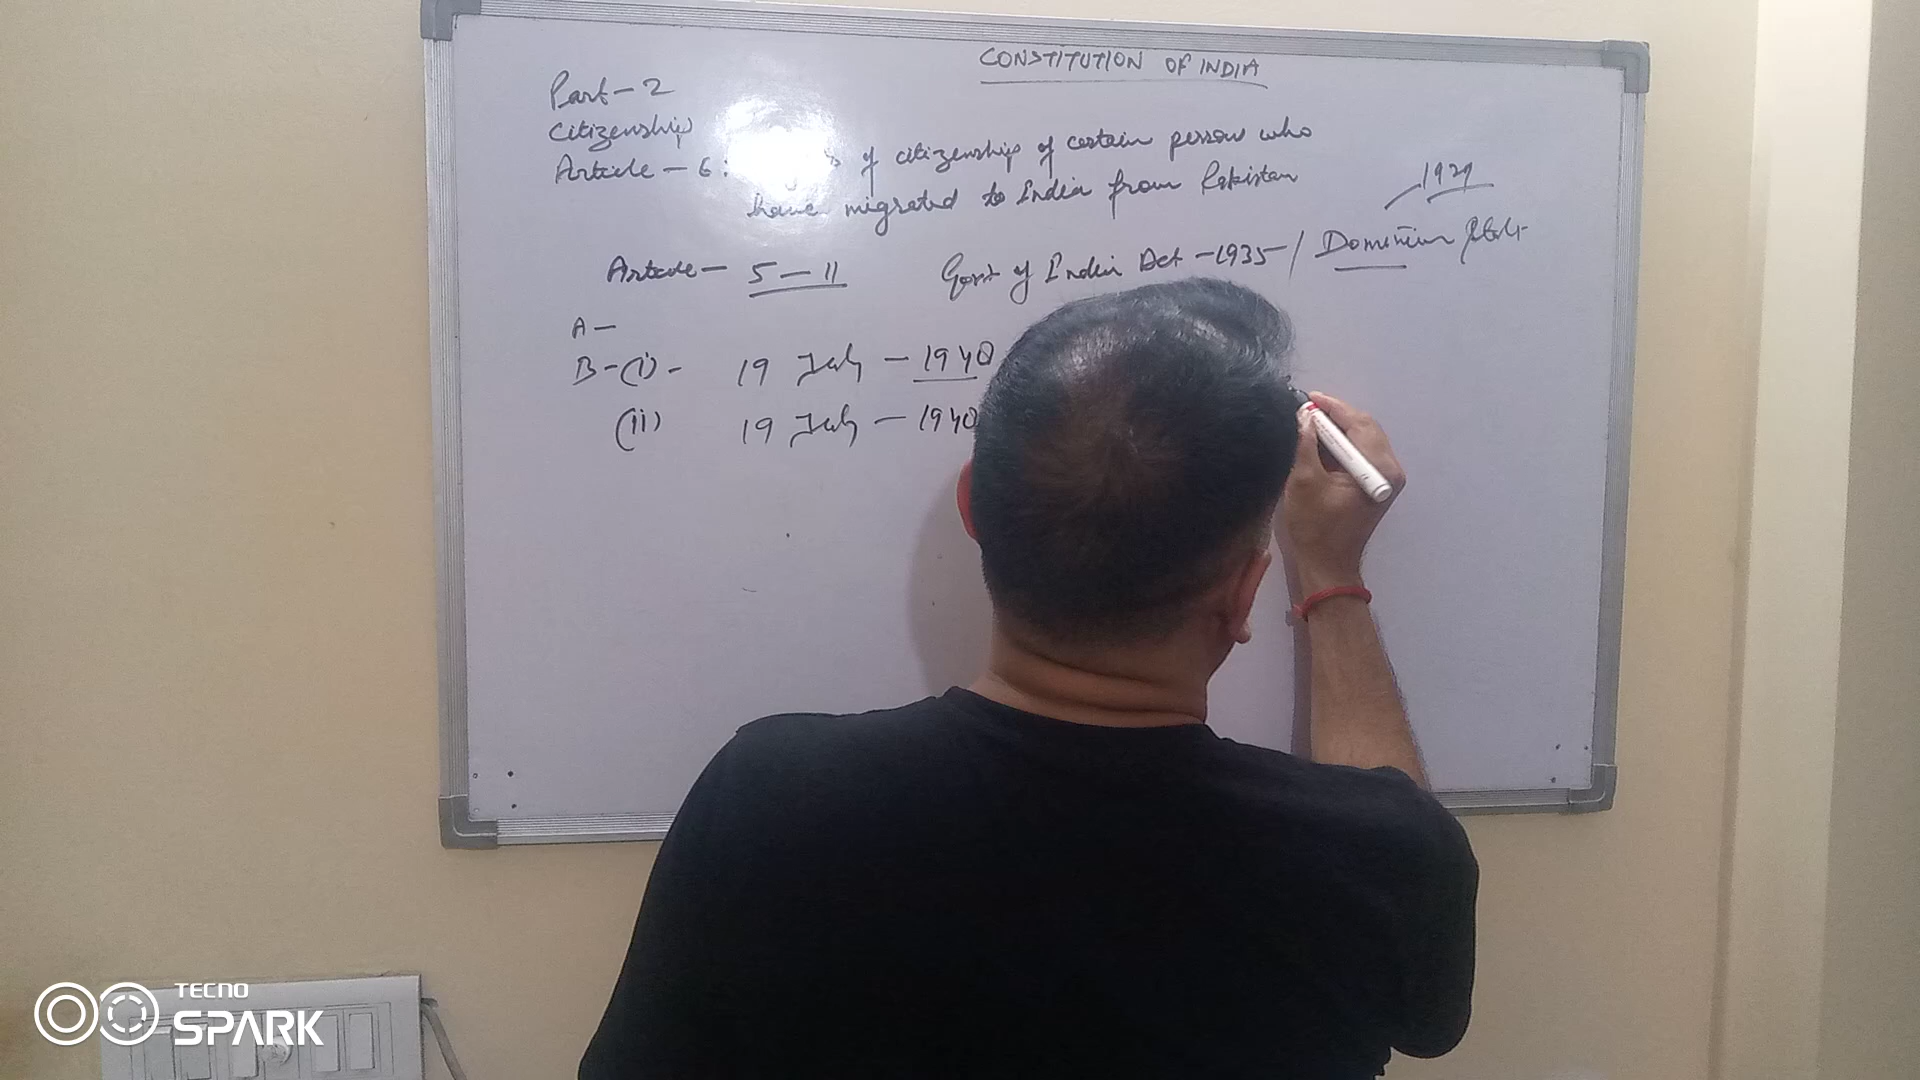 CONSTITUTION OF INDIA
Part-2
Citizenship
Article - 6: of citizenship of certain person who
have migrated to India from Pakistan
1929
Article - 5-11
Govt of India Act - 1935 / Dominion
A-
B-(i)- 19 July - 1948
(ii) 19 July - 1948
TECNO
SPARK